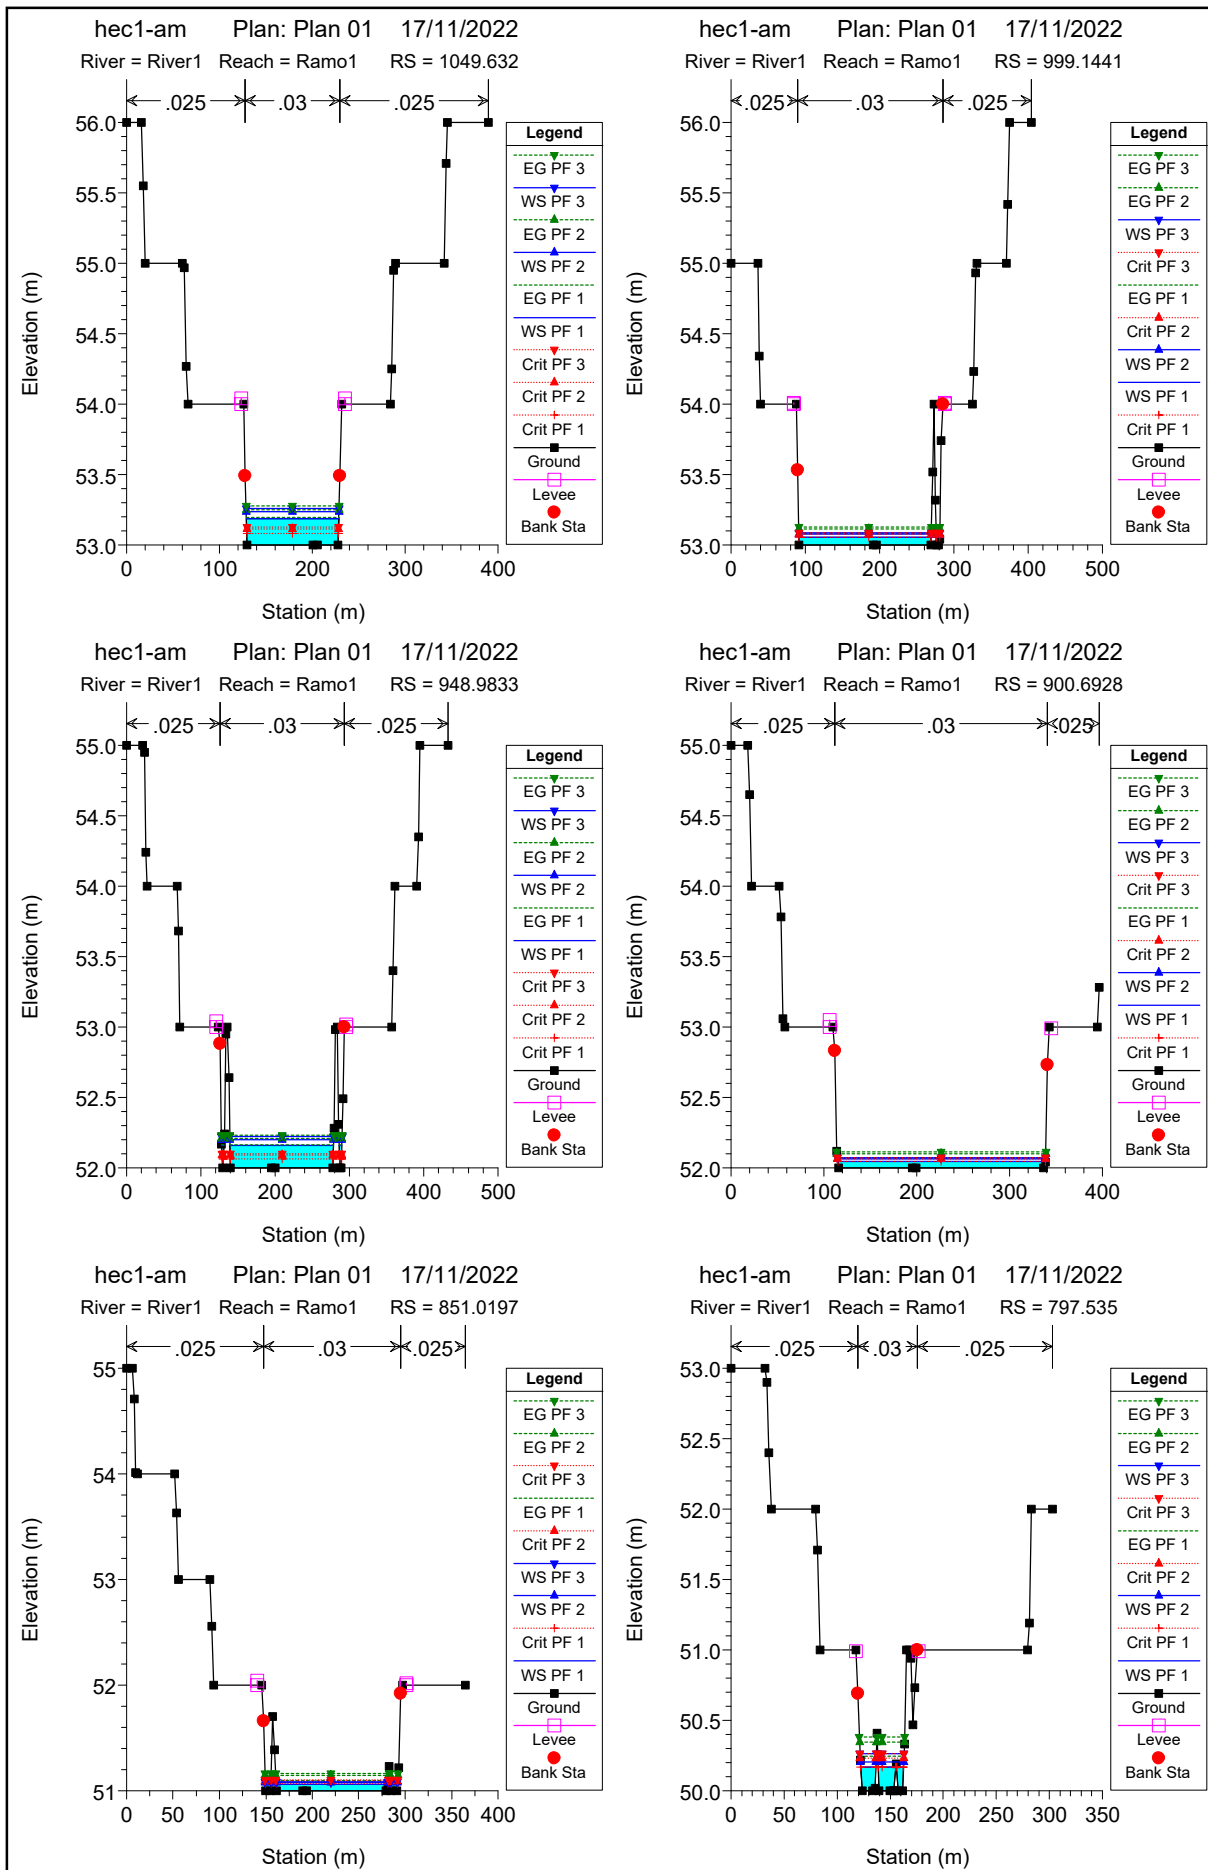 hec1-am Plan: Plan 01 17/11/2022
River = River1 Reach = Ramo1 RS = 1049.632
.025 .03 .025
56.0
55.5
55.0
54.5
54.0
53.5
53.0
Elevation (m)
0 100 200 300 400
Station (m)
Legend
EG PF 3
WS PF 3
EG PF 2
WS PF 2
EG PF 1
WS PF 1
Crit PF 3
Crit PF 2
Crit PF 1
Ground
Levee
Bank Sta
hec1-am Plan: Plan 01 17/11/2022
River = River1 Reach = Ramo1 RS = 999.1441
.025 .03 .025
56.0
55.5
55.0
54.5
54.0
53.5
53.0
Elevation (m)
0 100 200 300 400 500
Station (m)
Legend
EG PF 3
EG PF 2
WS PF 3
Crit PF 3
EG PF 1
Crit PF 2
WS PF 2
WS PF 1
Crit PF 1
Ground
Levee
Bank Sta
hec1-am Plan: Plan 01 17/11/2022
River = River1 Reach = Ramo1 RS = 948.9833
.025 .03 .025
55.0
54.5
54.0
53.5
53.0
52.5
52.0
Elevation (m)
0 100 200 300 400 500
Station (m)
Legend
EG PF 3
WS PF 3
EG PF 2
WS PF 2
EG PF 1
WS PF 1
Crit PF 3
Crit PF 2
Crit PF 1
Ground
Levee
Bank Sta
hec1-am Plan: Plan 01 17/11/2022
River = River1 Reach = Ramo1 RS = 900.6928
.025 .03 .025
55.0
54.5
54.0
53.5
53.0
52.5
52.0
Elevation (m)
0 100 200 300 400
Station (m)
Legend
EG PF 3
EG PF 2
WS PF 3
Crit PF 3
EG PF 1
Crit PF 2
WS PF 2
WS PF 1
Crit PF 1
Ground
Levee
Bank Sta
hec1-am Plan: Plan 01 17/11/2022
River = River1 Reach = Ramo1 RS = 851.0197
.025 .03 .025
55
54
53
52
51
Elevation (m)
0 50 100 150 200 250 300 350 400
Station (m)
Legend
EG PF 3
EG PF 2
Crit PF 3
EG PF 1
Crit PF 2
WS PF 3
WS PF 2
Crit PF 1
WS PF 1
Ground
Levee
Bank Sta
hec1-am Plan: Plan 01 17/11/2022
River = River1 Reach = Ramo1 RS = 797.535
.025 .03 .025
53.0
52.5
52.0
51.5
51.0
50.5
50.0
Elevation (m)
0 50 100 150 200 250 300 350
Station (m)
Legend
EG PF 3
EG PF 2
WS PF 3
Crit PF 3
EG PF 1
Crit PF 2
WS PF 2
Crit PF 1
WS PF 1
Ground
Levee
Bank Sta